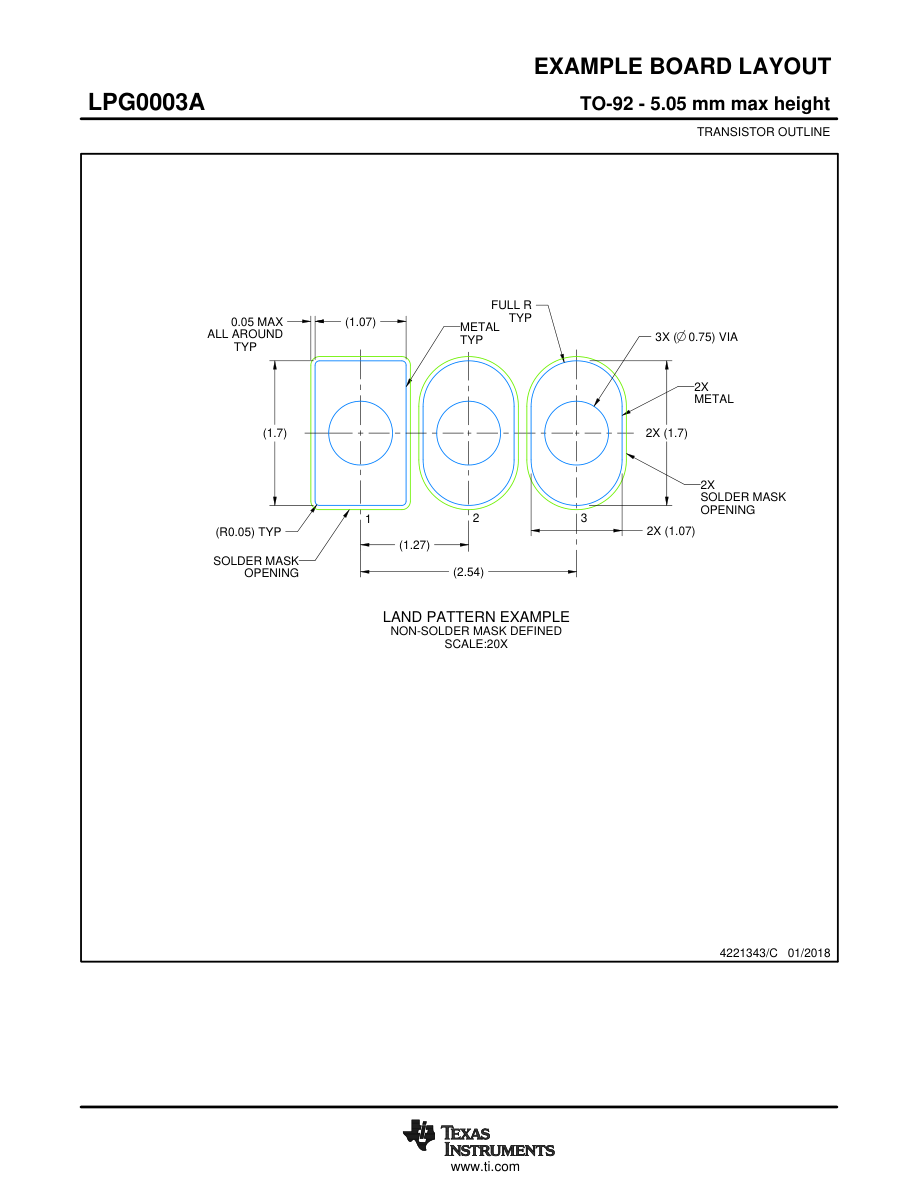 EXAMPLE BOARD LAYOUT
LPG0003A
TO-92 - 5.05 mm max height
TRANSISTOR OUTLINE
0.05 MAX
ALL AROUND
TYP
(1.07)
METAL
TYP
FULL R
TYP
3X (∅ 0.75) VIA
2X
METAL
(1.7)
2X (1.7)
2X
SOLDER MASK
OPENING
(R0.05) TYP
1
2
3
2X (1.07)
(1.27)
SOLDER MASK
OPENING
(2.54)
LAND PATTERN EXAMPLE
NON-SOLDER MASK DEFINED
SCALE:20X
4221343/C 01/2018
TEXAS
INSTRUMENTS
www.ti.com